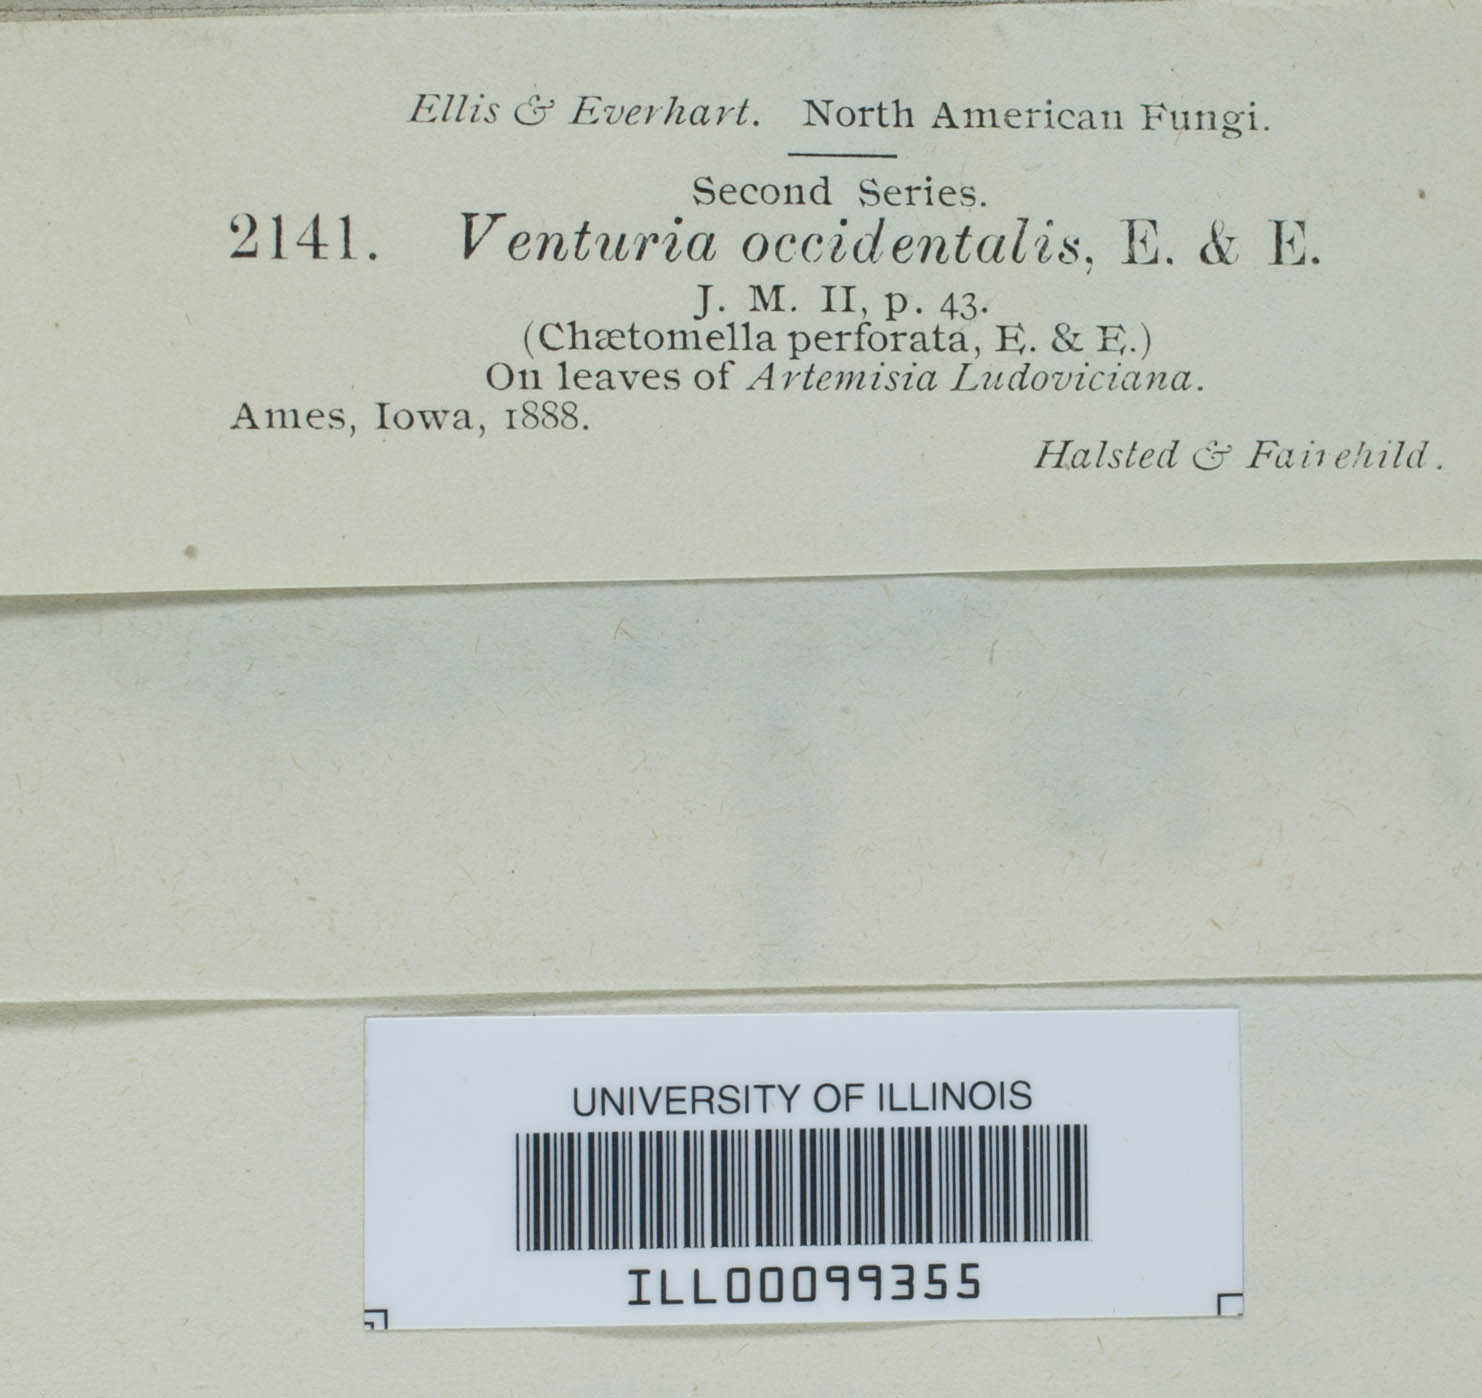 Ellis & Everhart. North American Fungi.
Second Series.
2141. Venturia occidentalis, E. & E.
J. M. II, p. 43.
(Chætomella perforata, E. & E.)
On leaves of Artemisia Ludoviciana.
Ames, Iowa, 1888.
Halsted & Fairehild.
UNIVERSITY OF ILLINOIS
ILL00099355